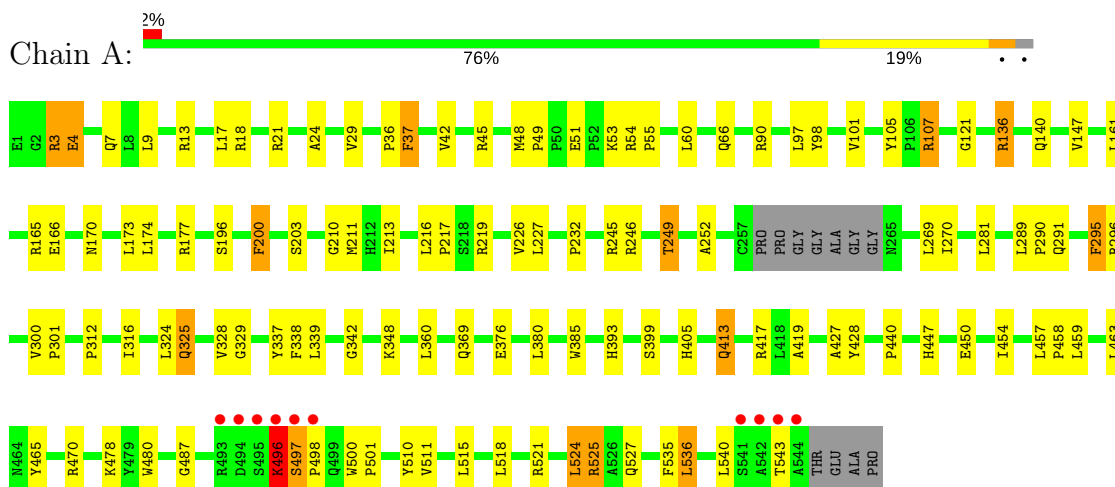 2%
Chain A:
76% 19% • •
E1 G2 R3 E4 Q7 L8 L9 R13 L17 R18 R21 A24 V29 P36 F37 V42 R45 M48 P49 P50 E51 P52 K53 R54 P55 L60 Q66 R90 L97 Y98 V101 Y105 P106 R107 G121 R136 Q140 V147 L161
R165 E166 N170 L173 L174 R177 S196 F200 S203 G210 M211 H212 I213 L216 P217 S218 R219 V226 L227 P232 R245 R246 T249 A252 C257 PRO PRO GLY GLY ALA GLY GLY N265 L269 I270 L281 L289 P290 Q291 F295
V300 P301 P312 I316 L324 Q325 V328 G329 Y337 F338 L339 G342 K348 L360 Q369 E376 L380 W385 H393 S399 H405 Q413 R417 L418 A419 A427 Y428 P440 H447 E450 I454 L457 P458 L459
N464 Y465 R470 K478 Y479 W480 G487 R493 D494 S495 K496 S497 P498 Q499 W500 P501 Y510 V511 L515 L518 R521 L524 R525 A526 Q527 F535 L536 L540 S541 A542 T543 A544 THR GLU ALA PRO